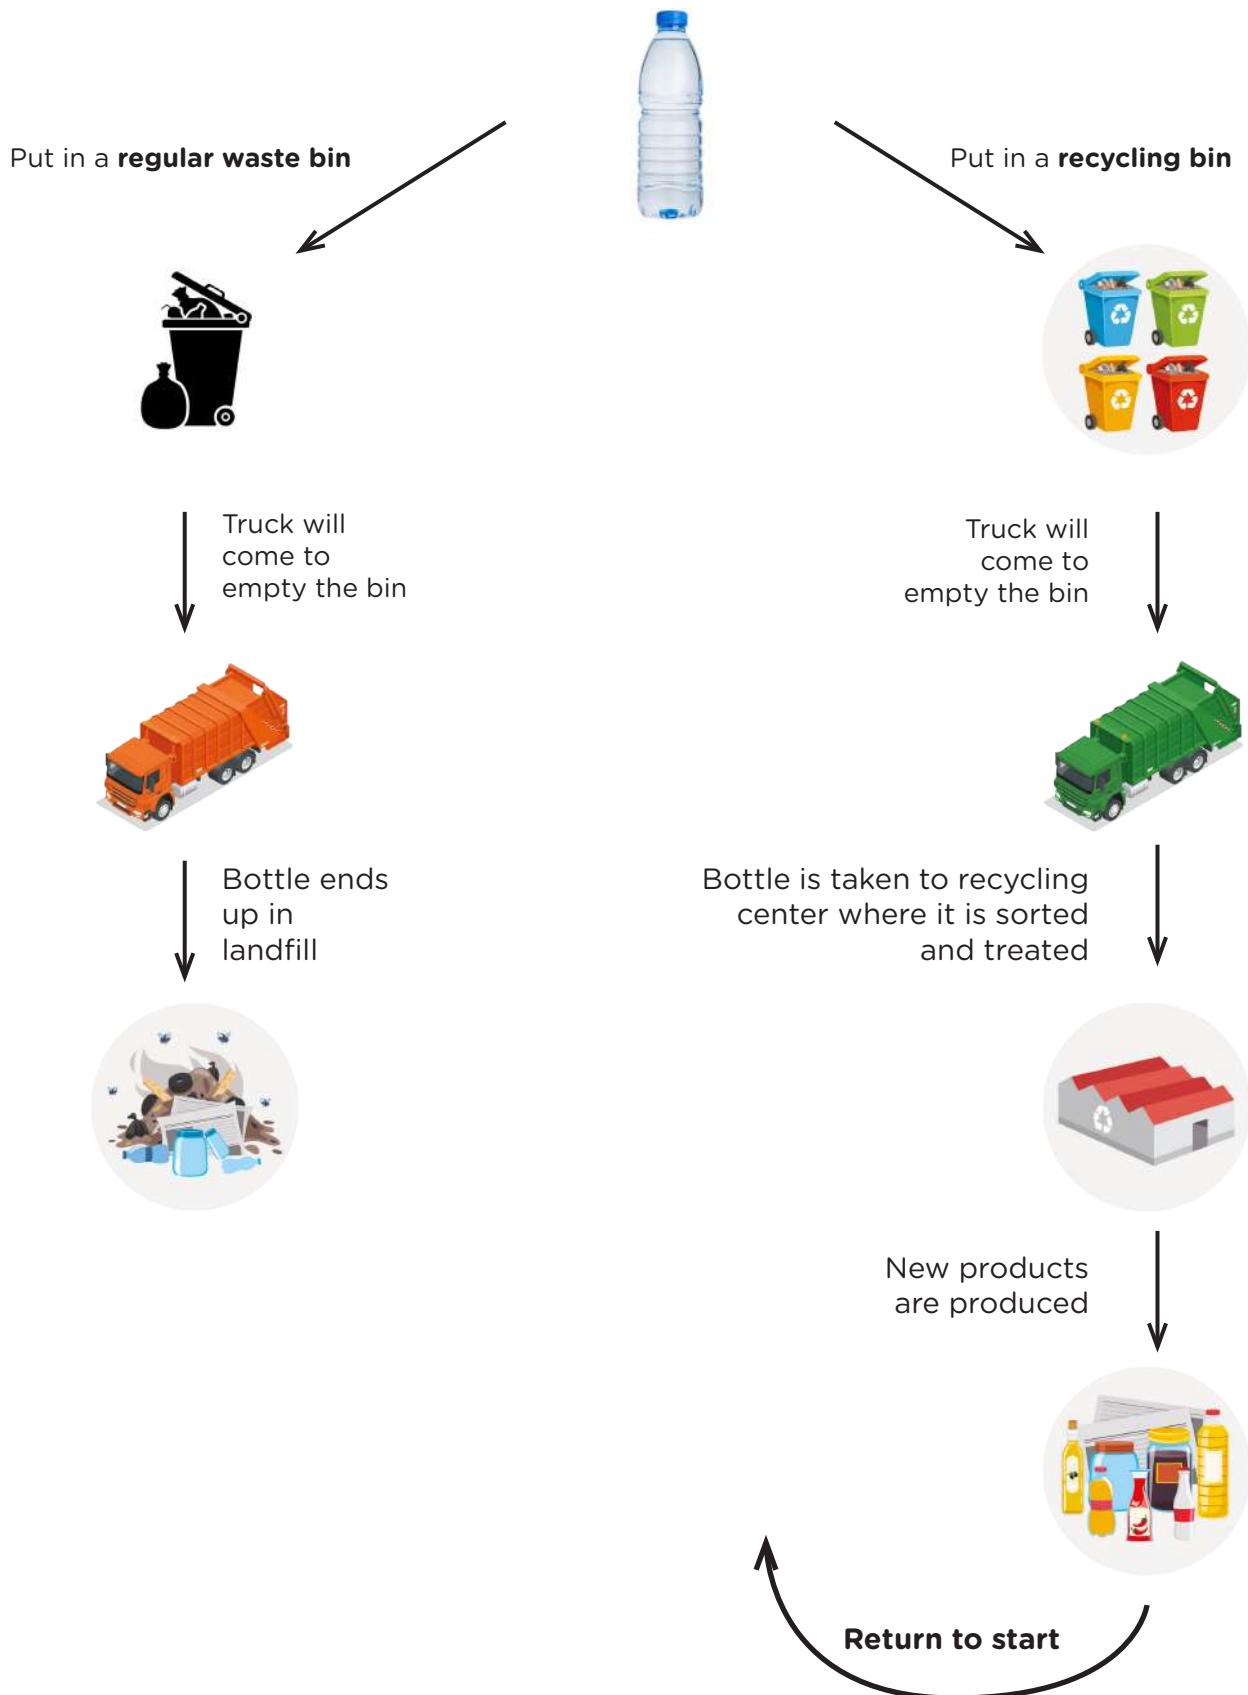 Put in a regular waste bin
Put in a recycling bin
Truck will
come to
empty the bin
Truck will
come to
empty the bin
Bottle ends
up in
landfill
Bottle is taken to recycling
center where it is sorted
and treated
New products
are produced
Return to start